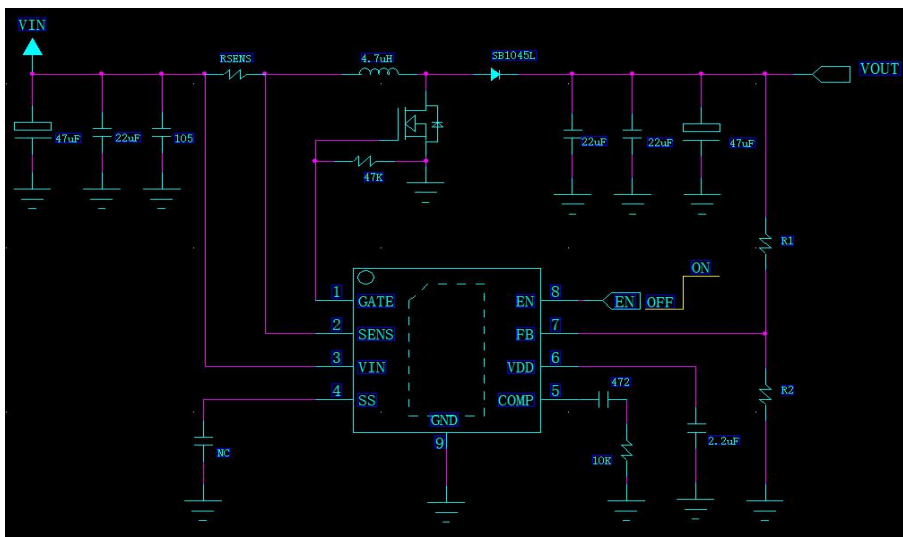 VIN
RSENS
4.7uH
SB1045L
VOUT
47uF
22uF
105
22uF
22uF
47uF
47K
R1
ON
1
GATE
EN
8
EN
OFF
2
SENS
FB
7
3
VIN
VDD
6
4
SS
COMP
5
472
R2
GND
9
NC
10K
2.2uF